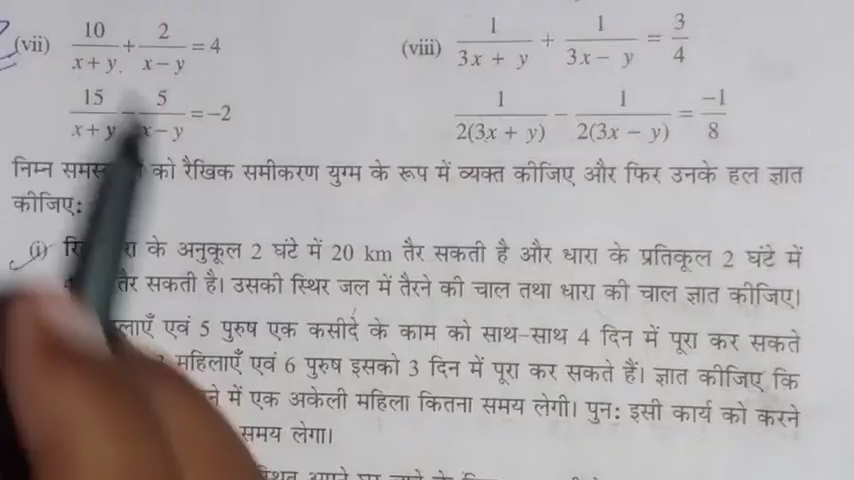 (vii) 10/(x+y) + 2/(x−y) = 4
(viii) 1/(3x + y) + 1/(3x − y) = 3/4
15/(x+y) − 5/(x−y) = −2
1/2(3x + y) − 1/2(3x − y) = −1/8
निम्न को रैखिक समीकरण युग्म के रूप में व्यक्त कीजिए और फिर उनके हल ज्ञात
कीजिए:
(i) के अनुकूल 2 घंटे में 20 km तैर सकती है और धारा के प्रतिकूल 2 घंटे में
तैर सकती है। उसकी स्थिर जल में तैरने की चाल तथा धारा की चाल ज्ञात कीजिए।
एवं 5 पुरुष एक कसीदे के काम को साथ-साथ 4 दिन में पूरा कर सकते
महिलाएँ एवं 6 पुरुष इसको 3 दिन में पूरा कर सकते हैं। ज्ञात कीजिए कि
में एक अकेली महिला कितना समय लेगी। पुन: इसी कार्य को करने
समय लेगा।